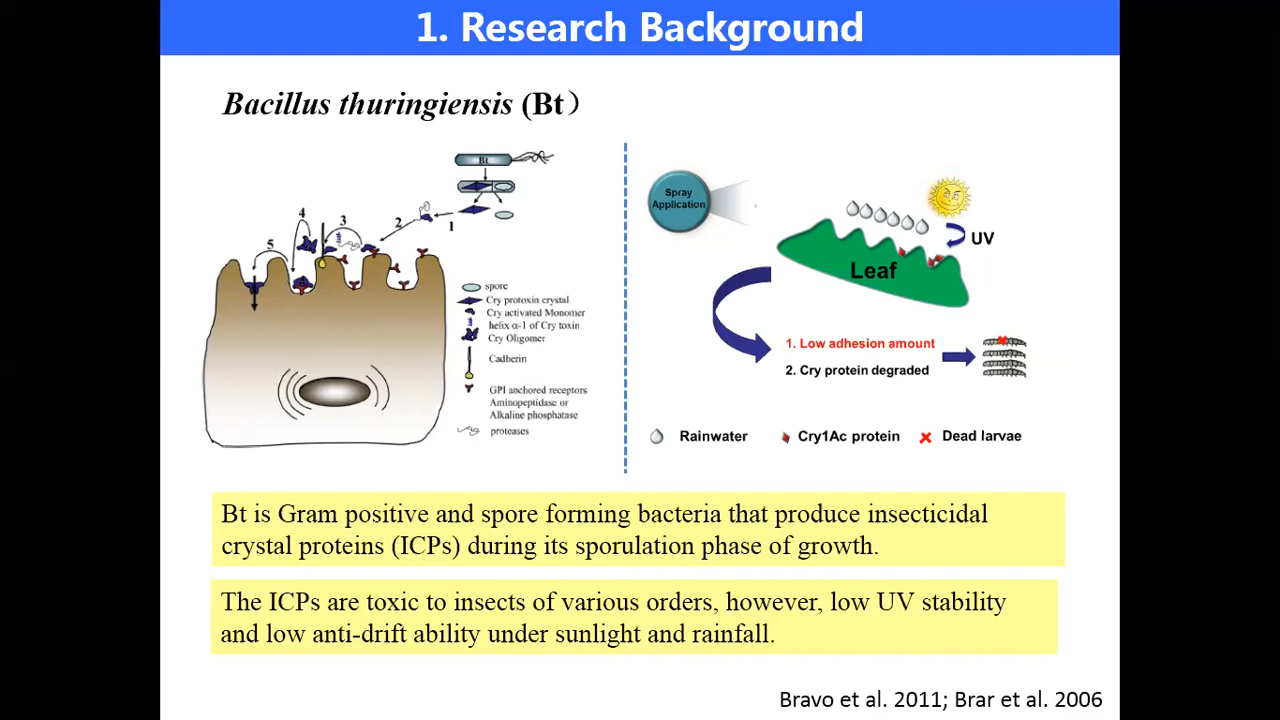 1. Research Background
Bacillus thuringiensis (Bt）
Bt
1
2
3
4
5
spore
Cry protoxin crystal
Cry activated Monomer
helix α-1 of Cry toxin
Cry Oligomer
Cadherin
GPI anchored receptors
Aminopeptidase or
Alkaline phosphatase
proteases
Spray
Application
UV
Leaf
1. Low adhesion amount
2. Cry protein degraded
Rainwater
Cry1Ac protein
Dead larvae
Bt is Gram positive and spore forming bacteria that produce insecticidal
crystal proteins (ICPs) during its sporulation phase of growth.
The ICPs are toxic to insects of various orders, however, low UV stability
and low anti-drift ability under sunlight and rainfall.
Bravo et al. 2011; Brar et al. 2006